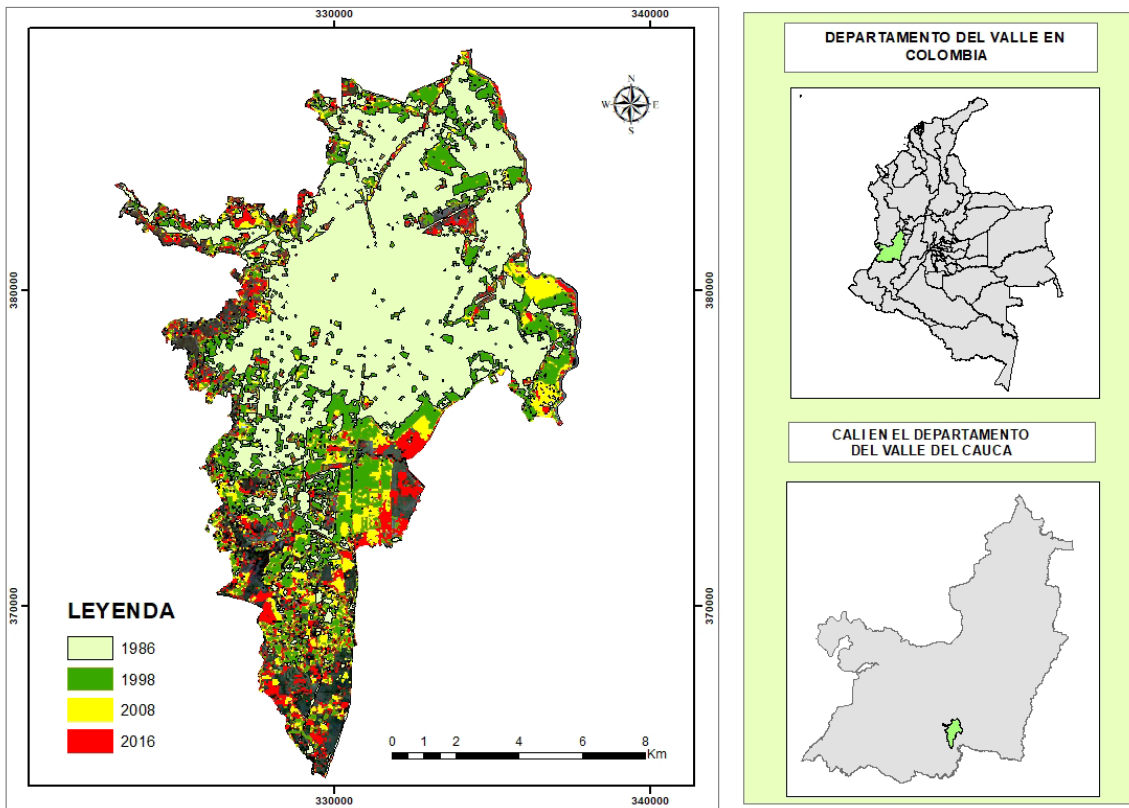 330000
340000
N
W
E
S
380000
380000
370000
370000
LEYENDA
1986
1998
2008
2016
0
1
2
4
6
8
Km
330000
340000
DEPARTAMENTO DEL VALLE EN
COLOMBIA
CALI EN EL DEPARTAMENTO
DEL VALLE DEL CAUCA